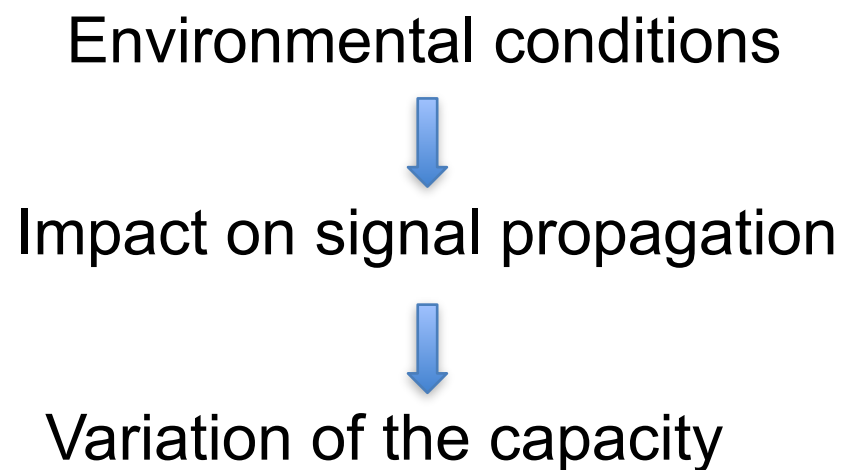 Environmental conditions
Impact on signal propagation
Variation of the capacity